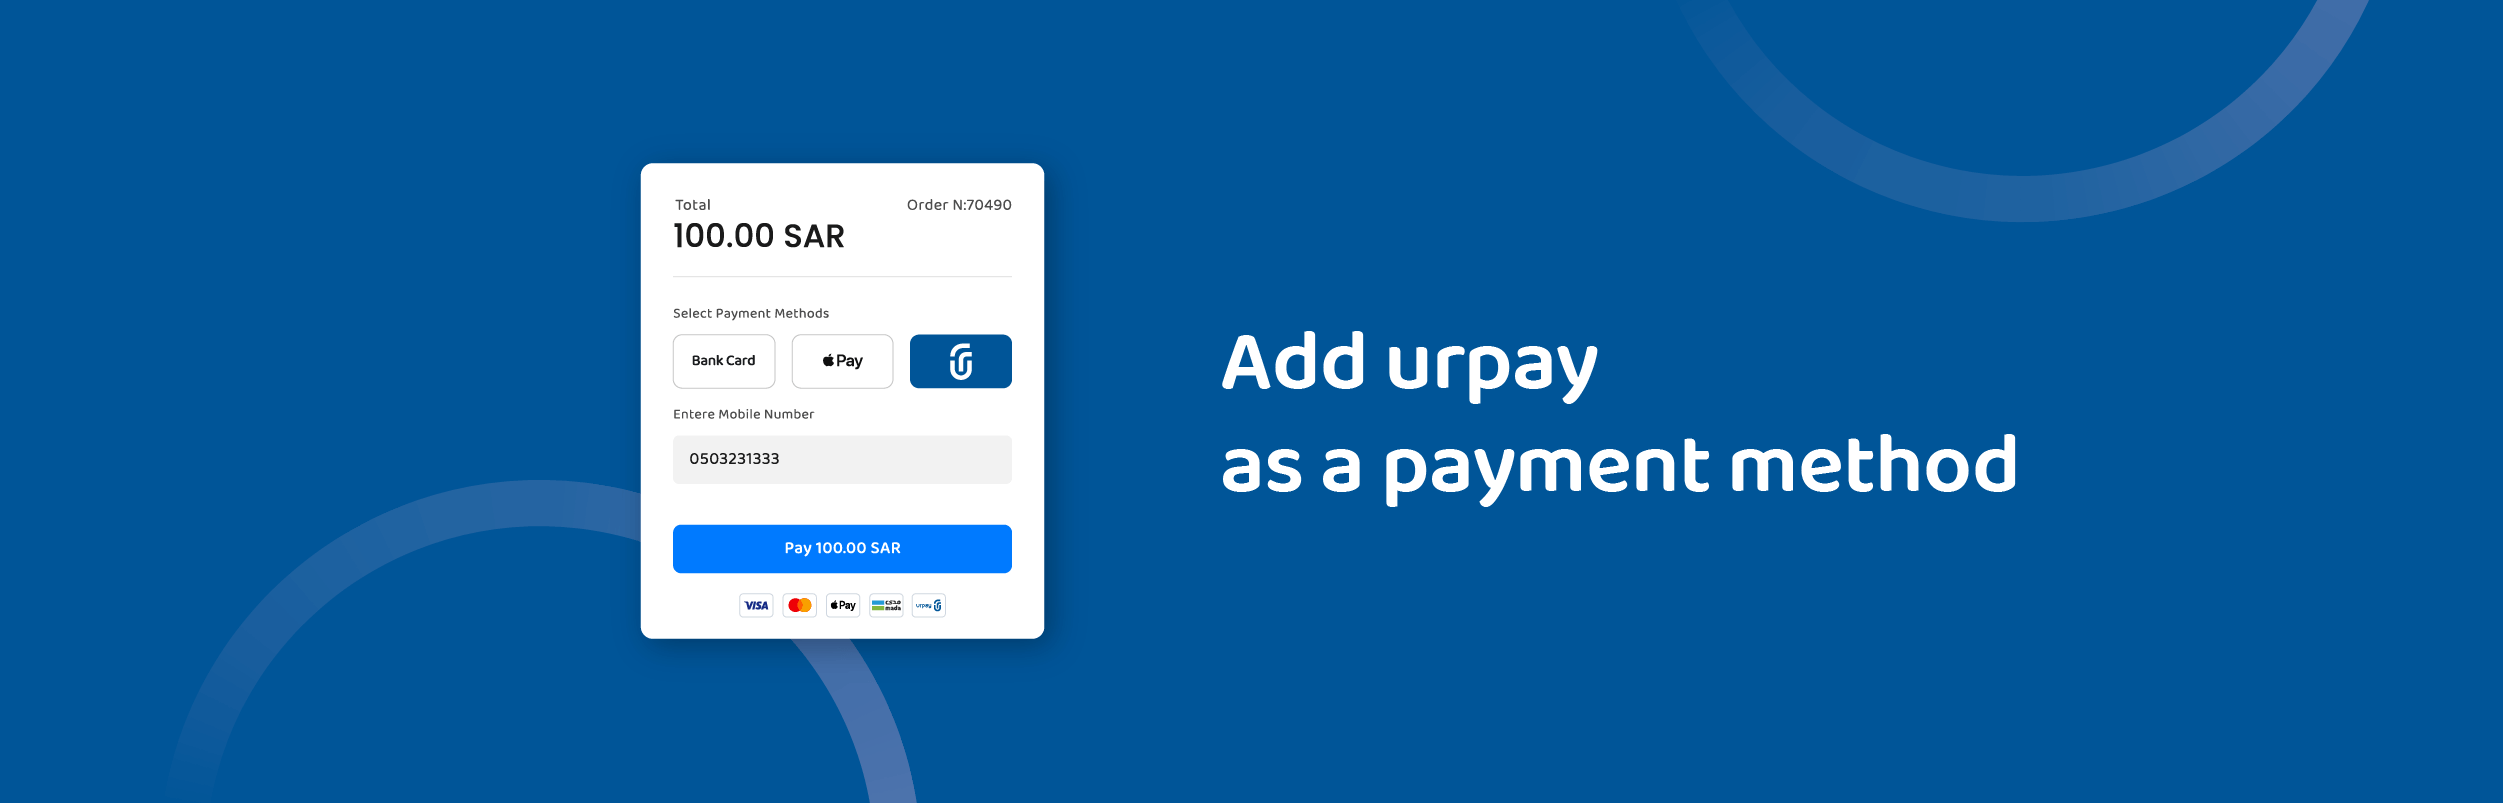 Total
Order N:70490
100.00 SAR
Select Payment Methods
Bank Card
Pay
Entere Mobile Number
0503231333
Pay 100.00 SAR
VISA
Pay
مدى
mada
urpay
Add urpay
as a payment method